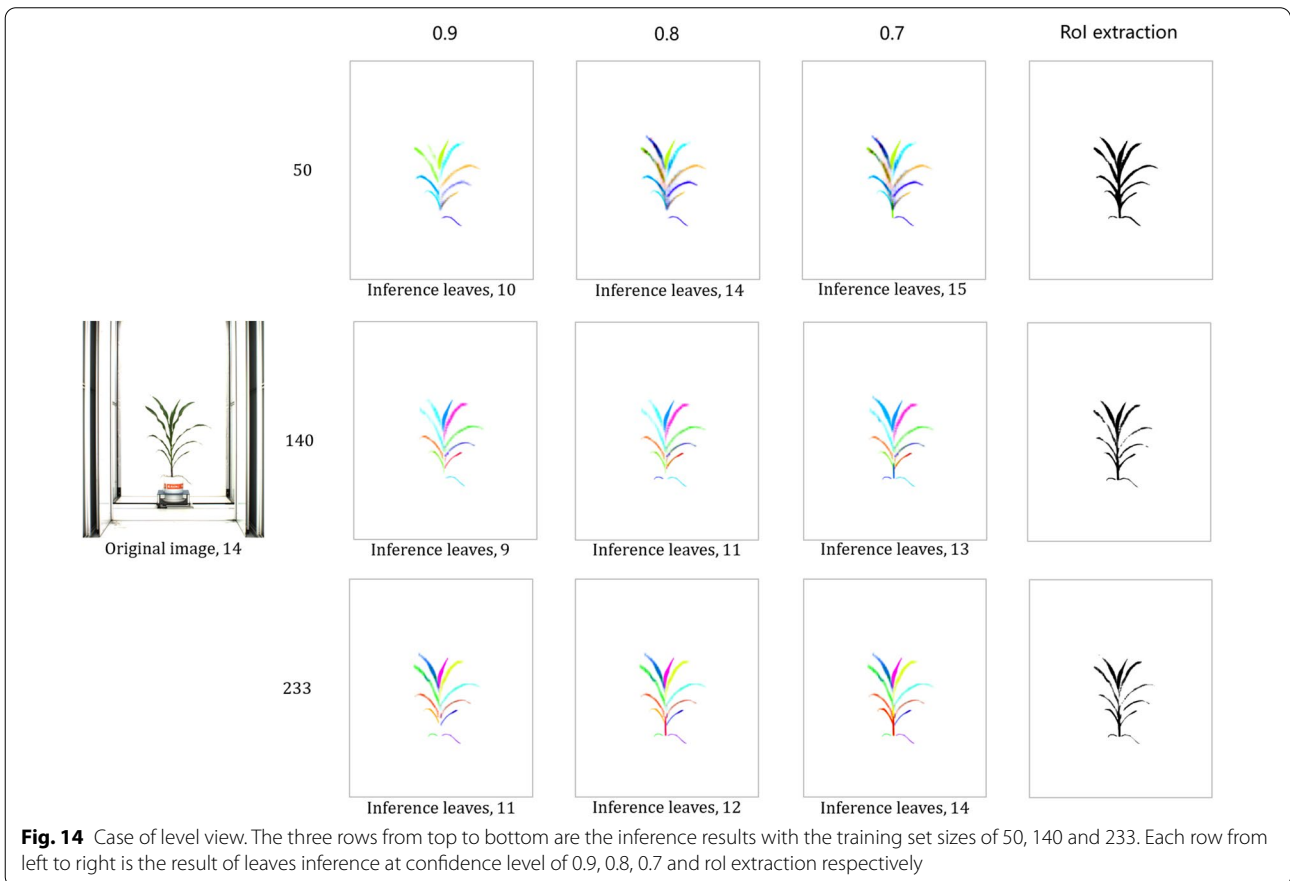 0.9 0.8 0.7 RoI extraction
50
Inference leaves, 10 Inference leaves, 14 Inference leaves, 15
140
Original image, 14 Inference leaves, 9 Inference leaves, 11 Inference leaves, 13
233
Inference leaves, 11 Inference leaves, 12 Inference leaves, 14
Fig. 14 Case of level view. The three rows from top to bottom are the inference results with the training set sizes of 50, 140 and 233. Each row from
left to right is the result of leaves inference at confidence level of 0.9, 0.8, 0.7 and roI extraction respectively